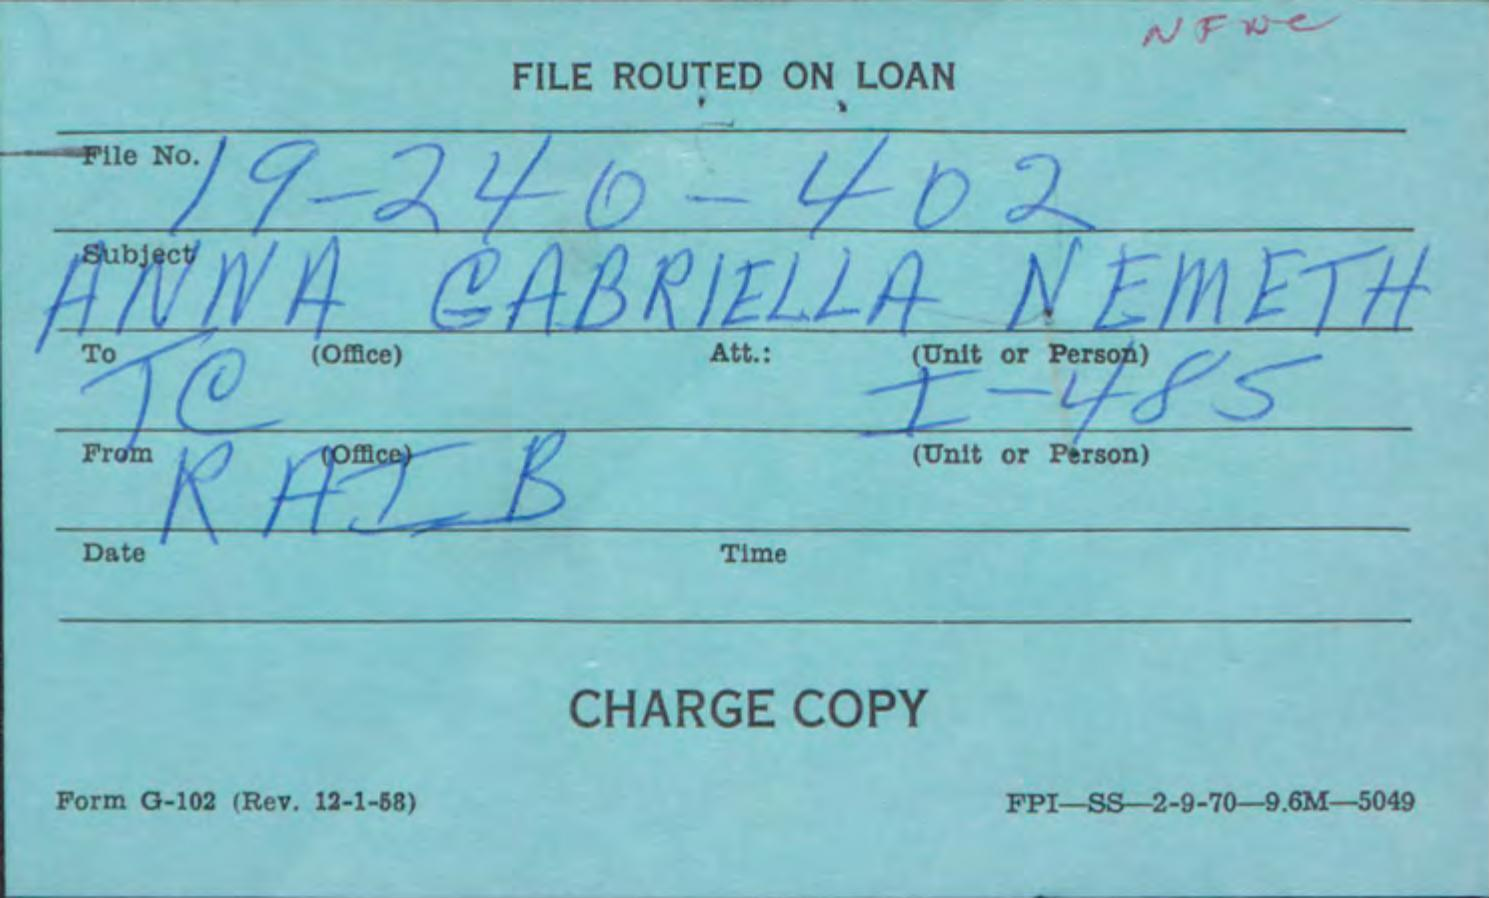 NFWC
FILE ROUTED ON LOAN
File No. 19-240-402
Subject
ANNA GABRIELLA NEMETH
To (Office) Att.: (Unit or Person)
TC I-485
From (Office) (Unit or Person)
RAIB
Date Time
CHARGE COPY
Form G-102 (Rev. 12-1-58) FPI—SS—2-9-70—9.6M—5049